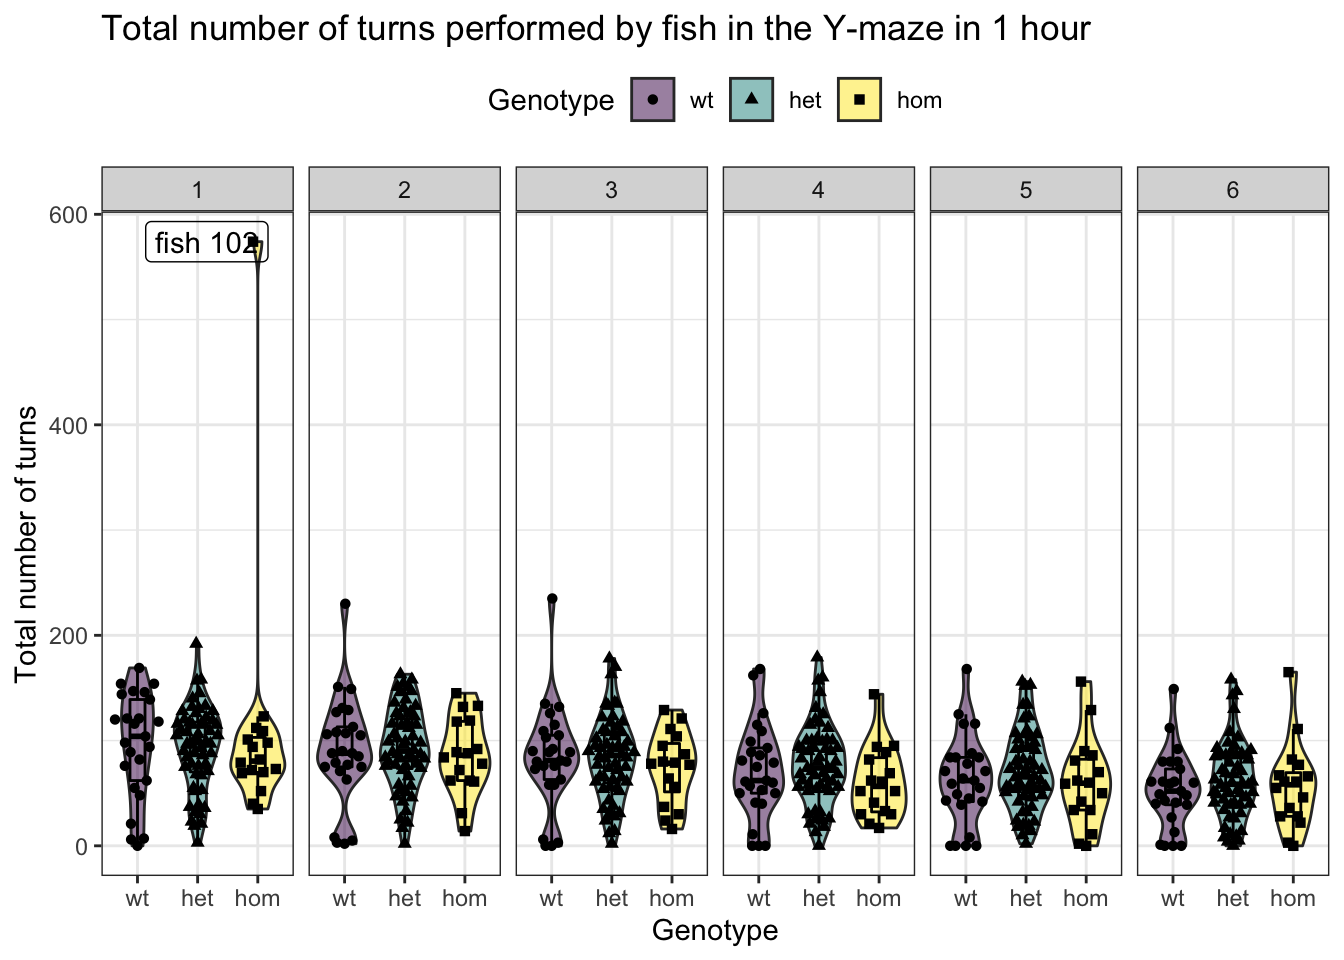 Total number of turns performed by fish in the Y-maze in 1 hour
Genotype wt het hom
1 2 3 4 5 6
600
fish 102
400
200
0
Total number of turns
wt het hom wt het hom wt het hom wt het hom wt het hom wt het hom
Genotype